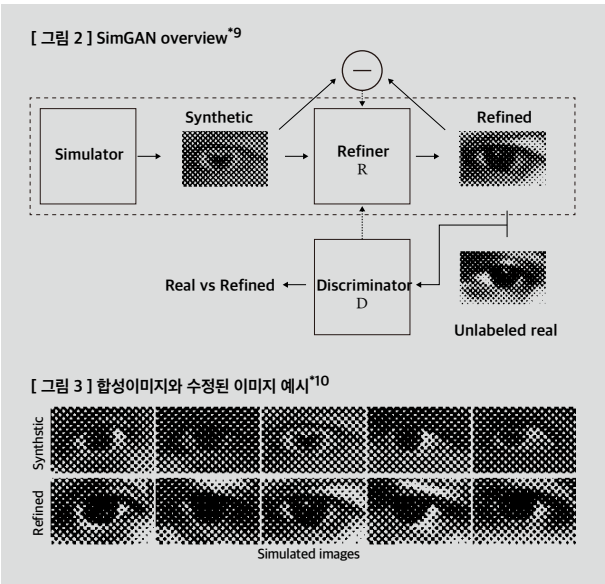 [ 그림 2 ] SimGAN overview*9
Synthetic
Refined
Simulator
Refiner
R
Real vs Refined
Discriminator
D
Unlabeled real
[ 그림 3 ] 합성이미지와 수정된 이미지 예시*10
Synthstic
Refined
Simulated images